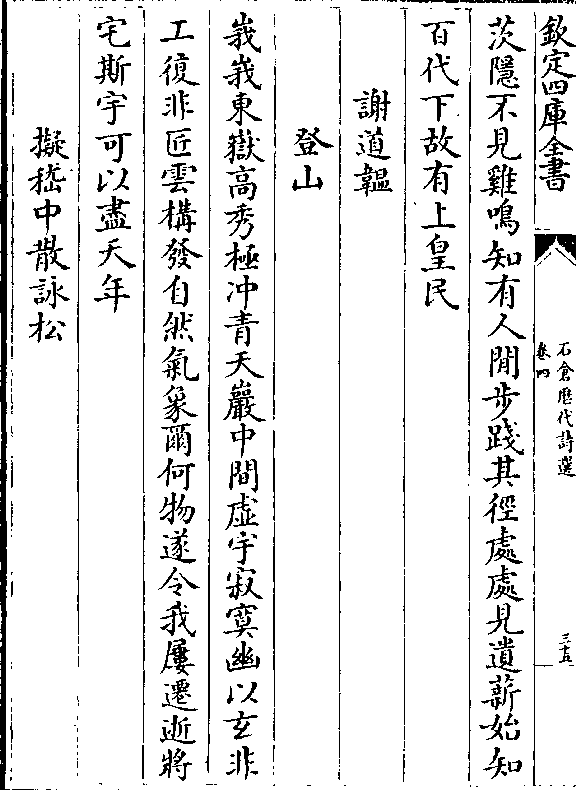 欽定四庫全書
石倉歴代詩選
卷四
三十五
茨隱不見雞鳴知有人閒步踐其徑處處見遺薪始知
百代下故有上皇民
謝道韞
登山
峩峩東嶽高秀極冲青天巖中間虛宇寂寞幽以玄非
工復非匠雲構發自然氣象爾何物遂令我屢遷逝將
宅斯宇可以盡天年
擬嵇中散詠松